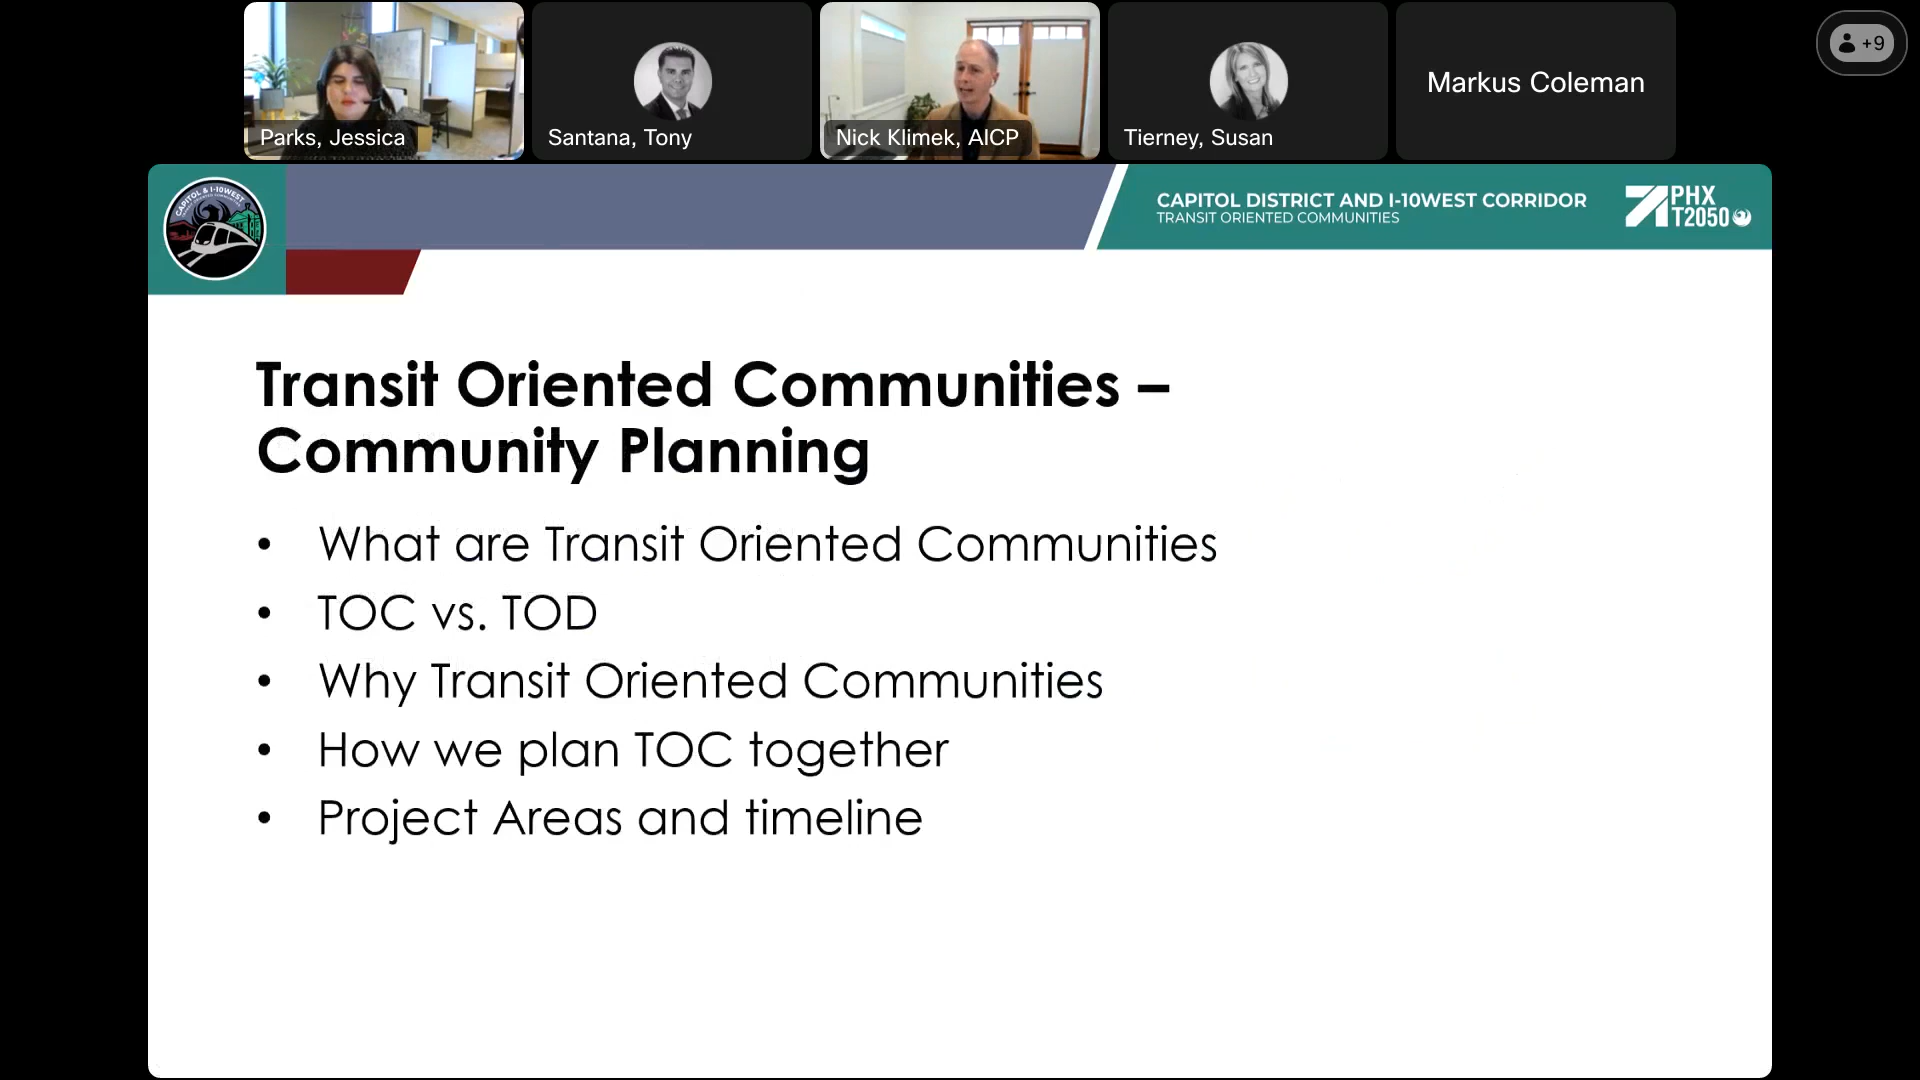 Parks, Jessica
Santana, Tony
Nick Klimek, AICP
Tierney, Susan
Markus Coleman
+9
CAPITOL & I-10WEST
CAPITOL DISTRICT AND I-10WEST CORRIDOR
TRANSIT ORIENTED COMMUNITIES
PHX
T2050
Transit Oriented Communities –
Community Planning
• What are Transit Oriented Communities
• TOC vs. TOD
• Why Transit Oriented Communities
• How we plan TOC together
• Project Areas and timeline